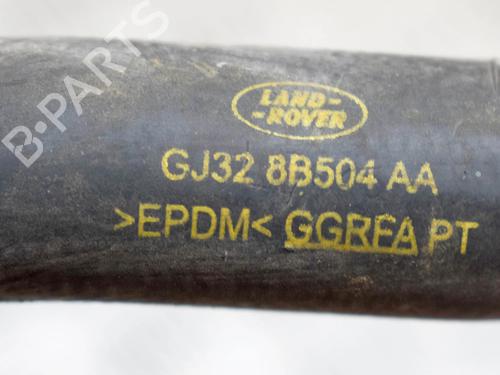 B-PARTS
LAND-
-ROVER
GJ32 8B504 AA
>EPDM< GGRFA PT